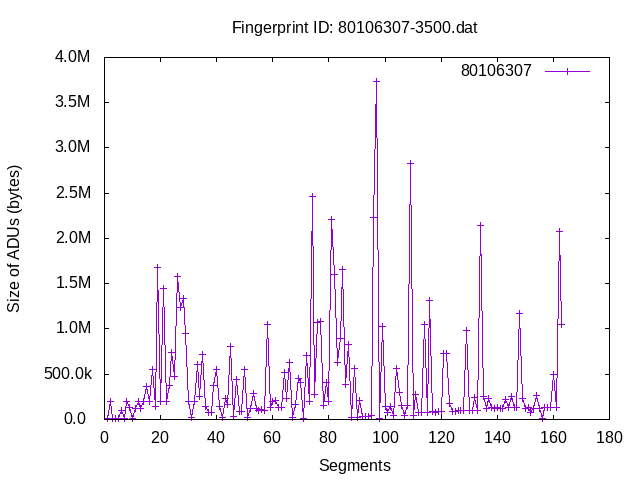 Fingerprint ID: 80106307-3500.dat
80106307
Size of ADUs (bytes)
4.0M
3.5M
3.0M
2.5M
2.0M
1.5M
1.0M
500.0k
0.0
0 20 40 60 80 100 120 140 160 180
Segments